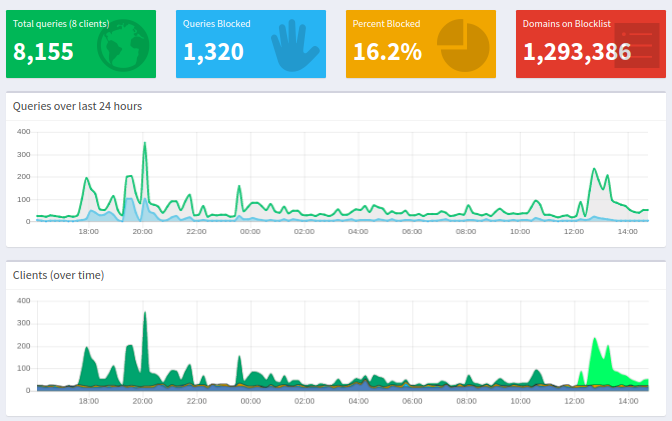 Total queries (8 clients)
8,155
Queries Blocked
1,320
Percent Blocked
16.2%
Domains on Blocklist
1,293,386
Queries over last 24 hours
400
300
200
100
0
18:00 20:00 22:00 00:00 02:00 04:00 06:00 08:00 10:00 12:00 14:00
Clients (over time)
400
300
200
100
0
18:00 20:00 22:00 00:00 02:00 04:00 06:00 08:00 10:00 12:00 14:00